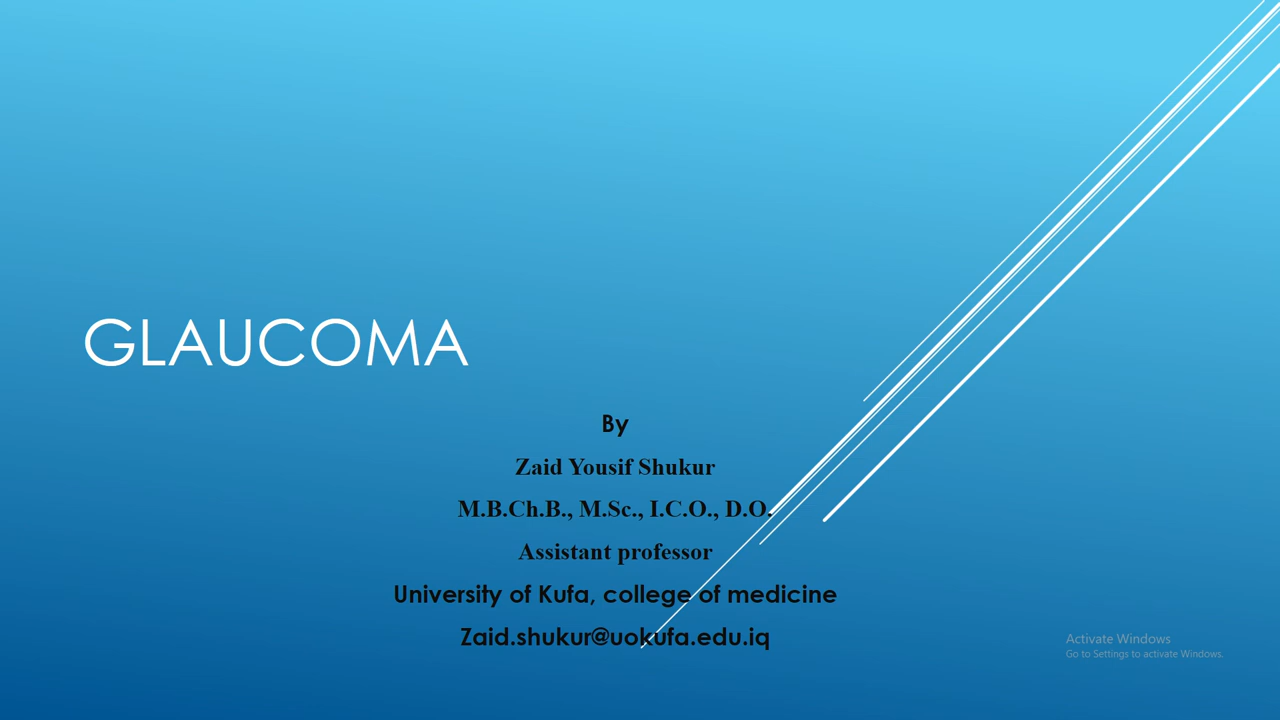 GLAUCOMA
By
Zaid Yousif Shukur
M.B.Ch.B., M.Sc., I.C.O., D.O.
Assistant professor
University of Kufa, college of medicine
Zaid.shukur@uokufa.edu.iq
Activate Windows
Go to Settings to activate Windows.